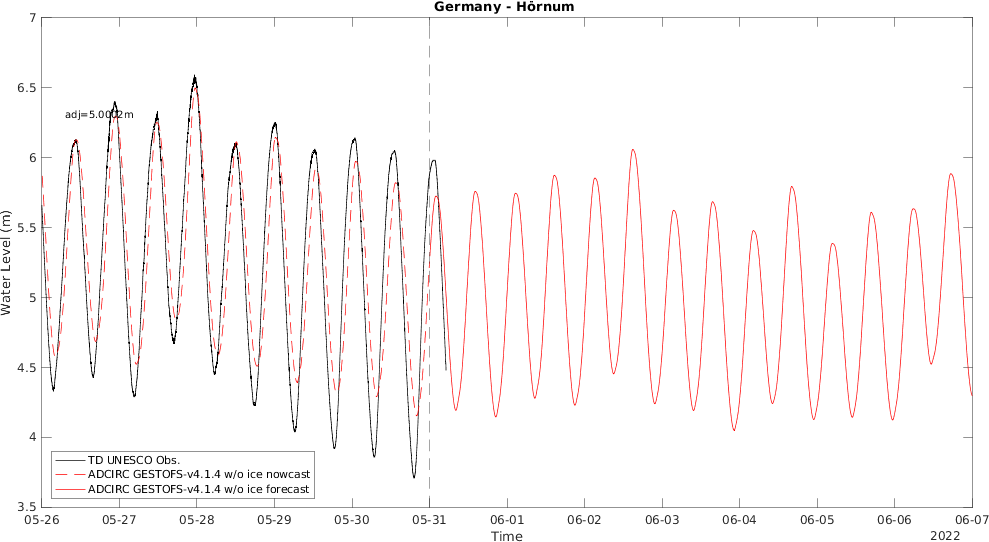 Germany - Hörnum
7
6.5
6
5.5
5
4.5
4
3.5
Water Level (m)
TD UNESCO Obs.
ADCIRC GESTOFS-v4.1.4 w/o ice nowcast
ADCIRC GESTOFS-v4.1.4 w/o ice forecast
05-26 05-27 05-28 05-29 05-30 05-31 06-01 06-02 06-03 06-04 06-05 06-06 06-07
Time
2022